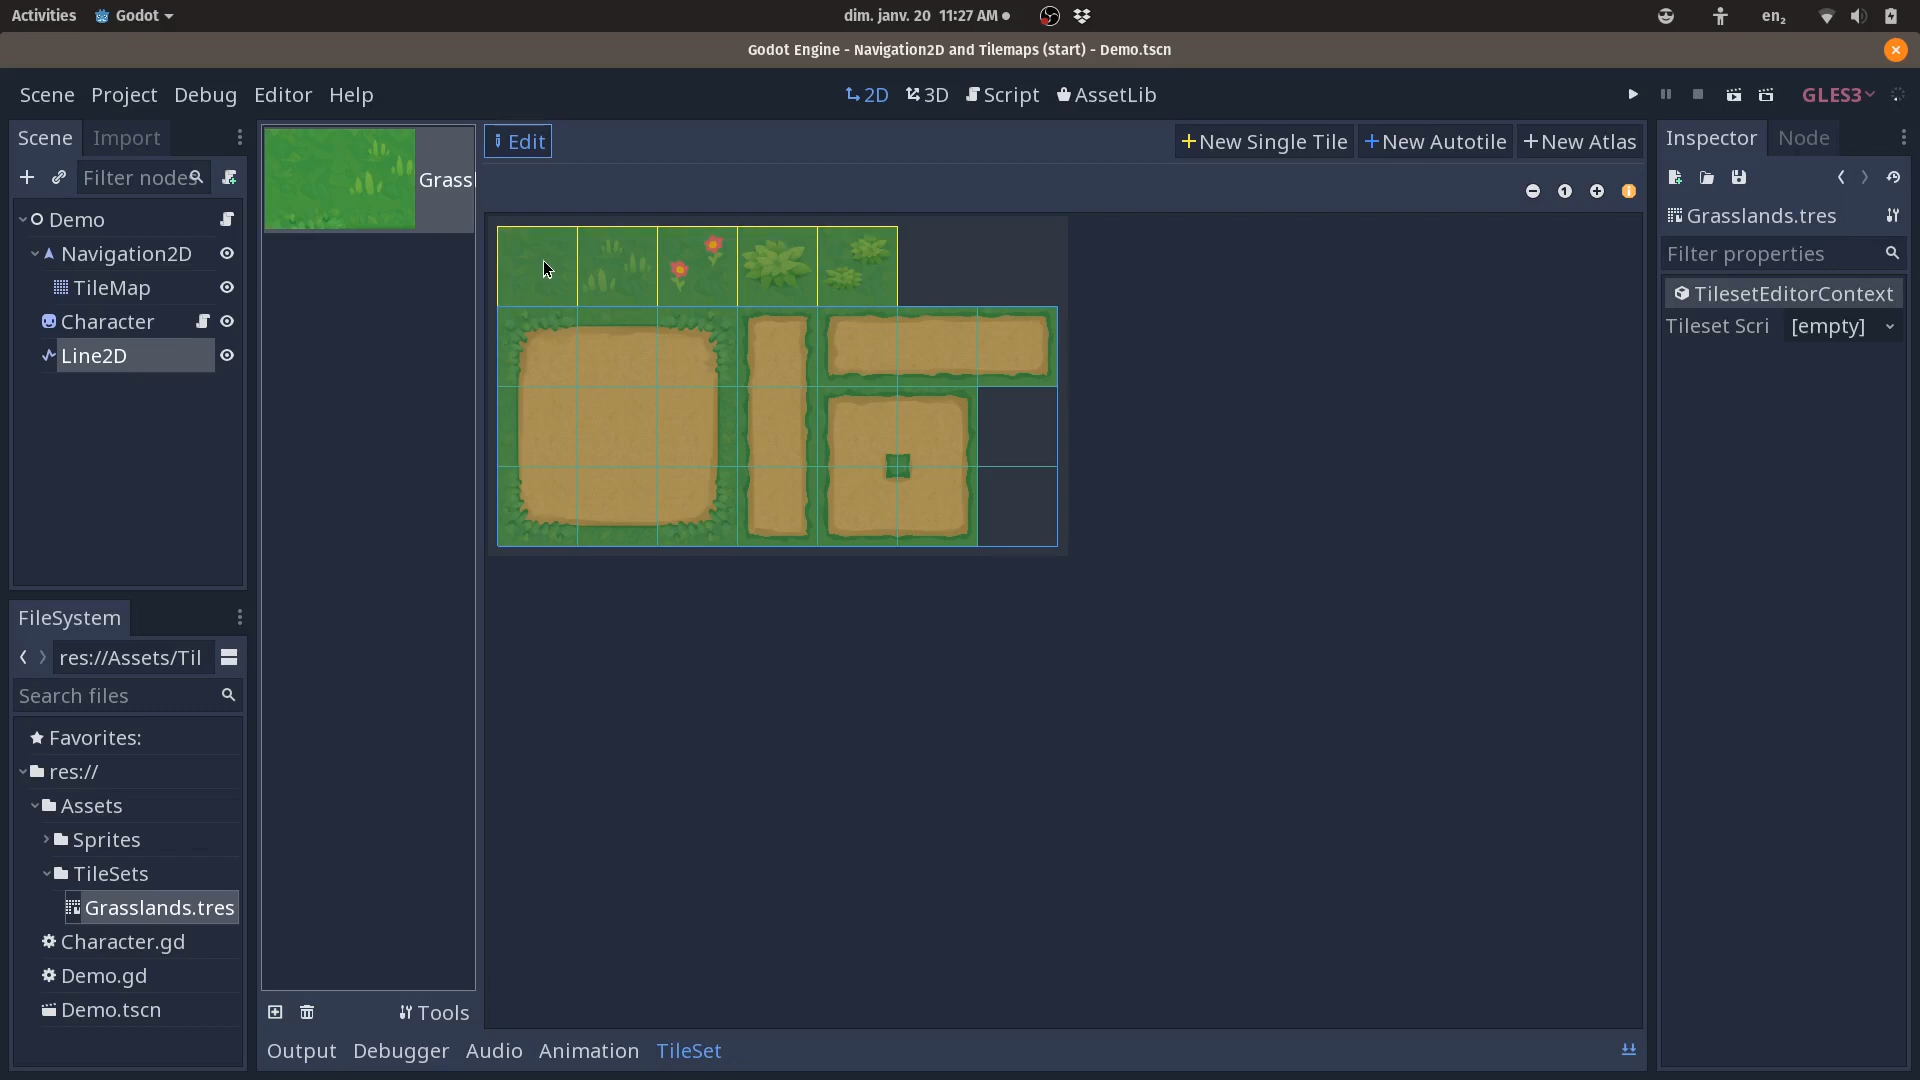 Activities Godot dim. janv. 20 11:27 AM en₂
Godot Engine - Navigation2D and Tilemaps (start) - Demo.tscn
Scene Project Debug Editor Help 2D 3D Script AssetLib GLES3
Scene Import
Filter nodes
Demo
Navigation2D
TileMap
Character
Line2D
FileSystem
res://Assets/Til
Search files
Favorites:
res://
Assets
Sprites
TileSets
Grasslands.tres
Character.gd
Demo.gd
Demo.tscn
Grassl
Tools
Edit New Single Tile New Autotile New Atlas
1
Output Debugger Audio Animation TileSet
Inspector Node
Grasslands.tres
Filter properties
TilesetEditorContext
Tileset Scri [empty]